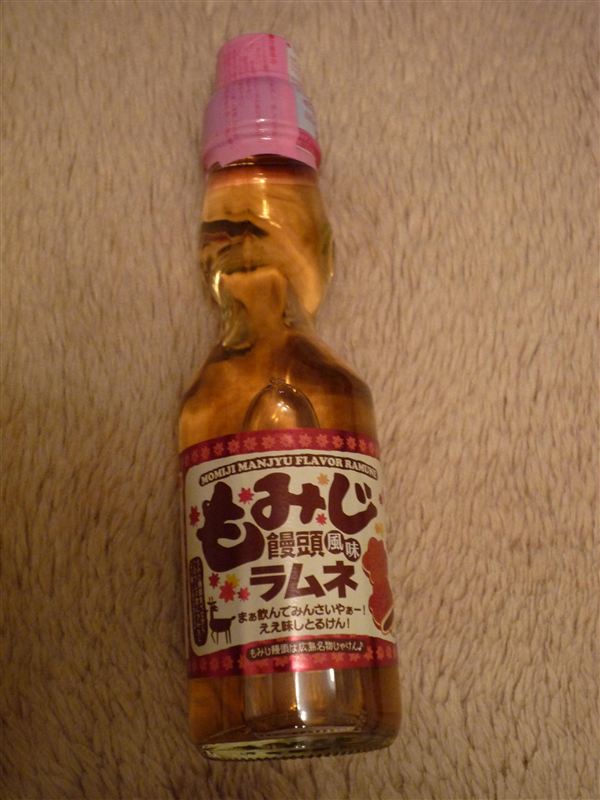 MOMIJI MANJYU FLAVOR RAMUNE
もみじ
饅頭風味
ラムネ
まぁ飲んでみんさいやぁー!
ええ味しとるけん!
もみじ饅頭は広島名物じゃけん♪